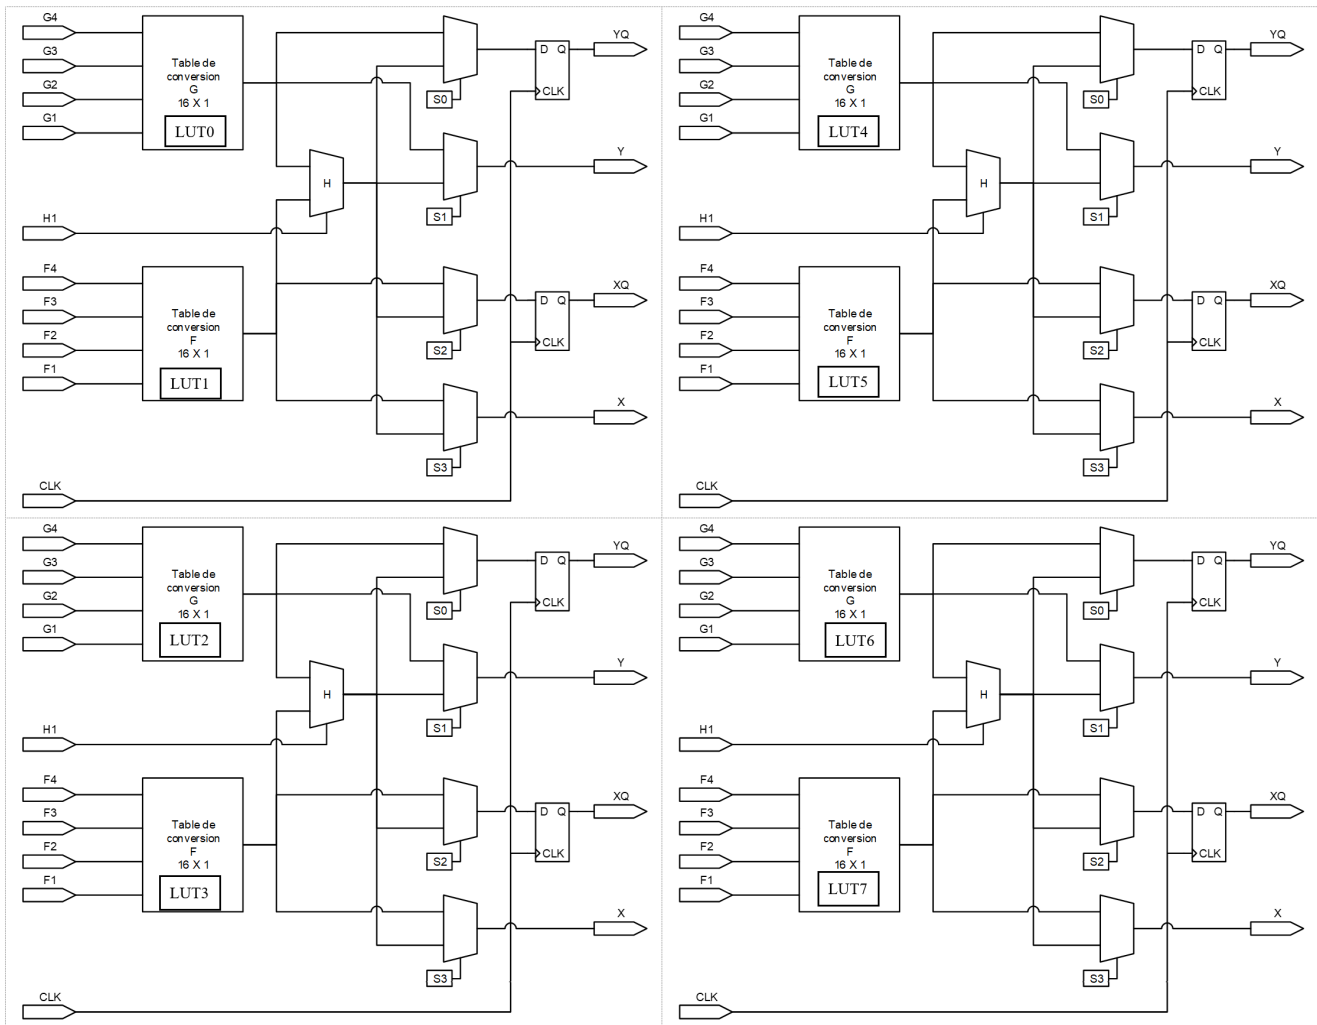 G4
G3
G2
G1
Table de
conversion
G
16 X 1
LUT0
S0
D Q
CLK
YQ
H
S1
Y
H1
F4
F3
F2
F1
Table de
conversion
F
16 X 1
LUT1
S2
D Q
CLK
XQ
S3
X
CLK
G4
G3
G2
G1
Table de
conversion
G
16 X 1
LUT4
S0
D Q
CLK
YQ
H
S1
Y
H1
F4
F3
F2
F1
Table de
conversion
F
16 X 1
LUT5
S2
D Q
CLK
XQ
S3
X
CLK
G4
G3
G2
G1
Table de
conversion
G
16 X 1
LUT2
S0
D Q
CLK
YQ
H
S1
Y
H1
F4
F3
F2
F1
Table de
conversion
F
16 X 1
LUT3
S2
D Q
CLK
XQ
S3
X
CLK
G4
G3
G2
G1
Table de
conversion
G
16 X 1
LUT6
S0
D Q
CLK
YQ
H
S1
Y
H1
F4
F3
F2
F1
Table de
conversion
F
16 X 1
LUT7
S2
D Q
CLK
XQ
S3
X
CLK